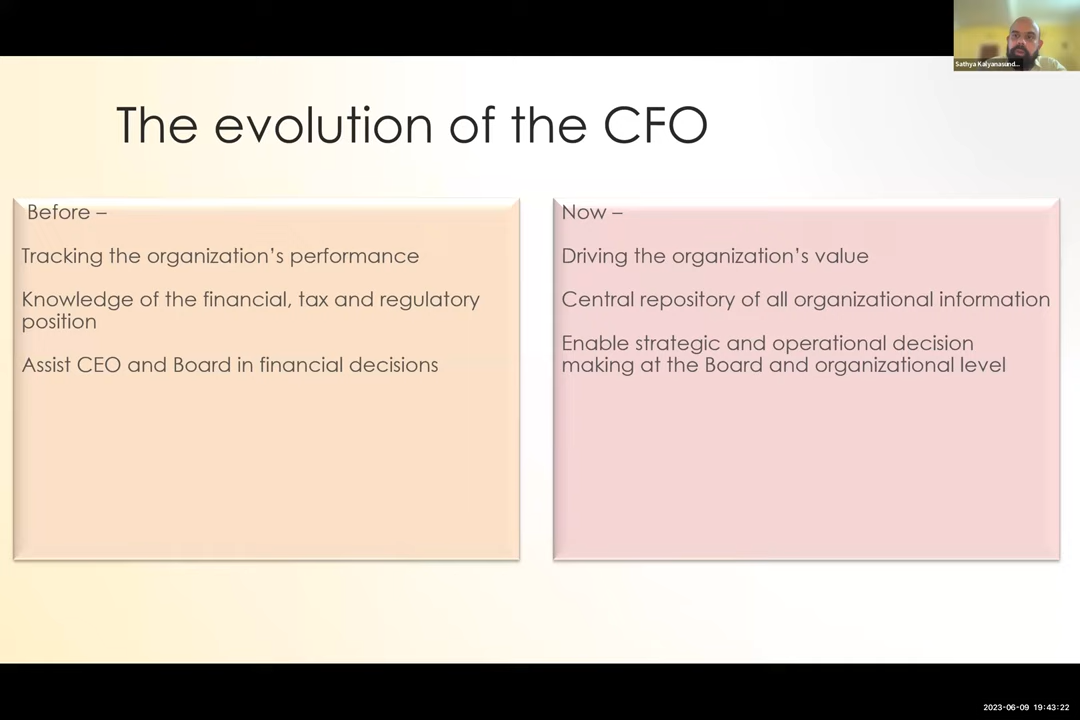 Sathya Kalyanasund...
The evolution of the CFO
Before –
Tracking the organization’s performance
Knowledge of the financial, tax and regulatory
position
Assist CEO and Board in financial decisions
Now –
Driving the organization’s value
Central repository of all organizational information
Enable strategic and operational decision
making at the Board and organizational level
2023-06-09 19:43:22